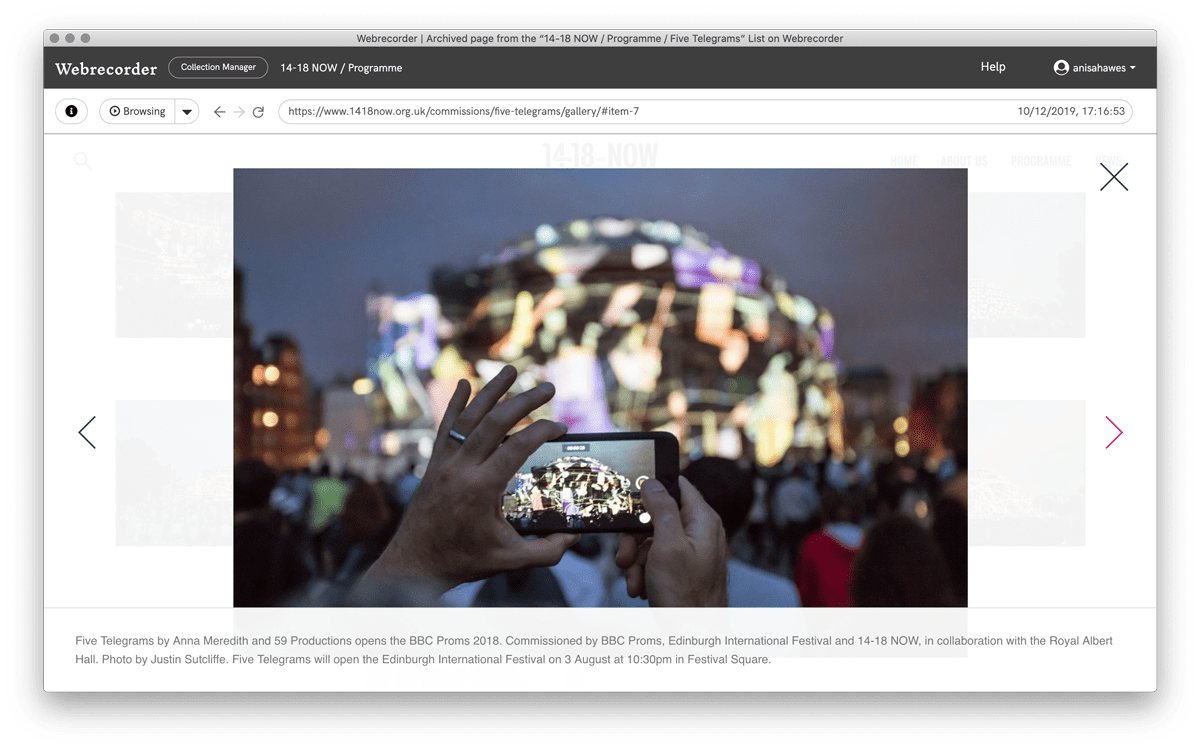 Webrecorder | Archived page from the “14-18 NOW / Programme / Five Telegrams” List on Webrecorder
Webrecorder Collection Manager 14-18 NOW / Programme Help anisahawes
Browsing https://www.1418now.org.uk/commissions/five-telegrams/gallery/#item-7 10/12/2019, 17:16:53
14-18-NOW
HOME ABOUT US PROGRAMME NEWS
Five Telegrams by Anna Meredith and 59 Productions opens the BBC Proms 2018. Commissioned by BBC Proms, Edinburgh International Festival and 14-18 NOW, in collaboration with the Royal Albert
Hall. Photo by Justin Sutcliffe. Five Telegrams will open the Edinburgh International Festival on 3 August at 10:30pm in Festival Square.